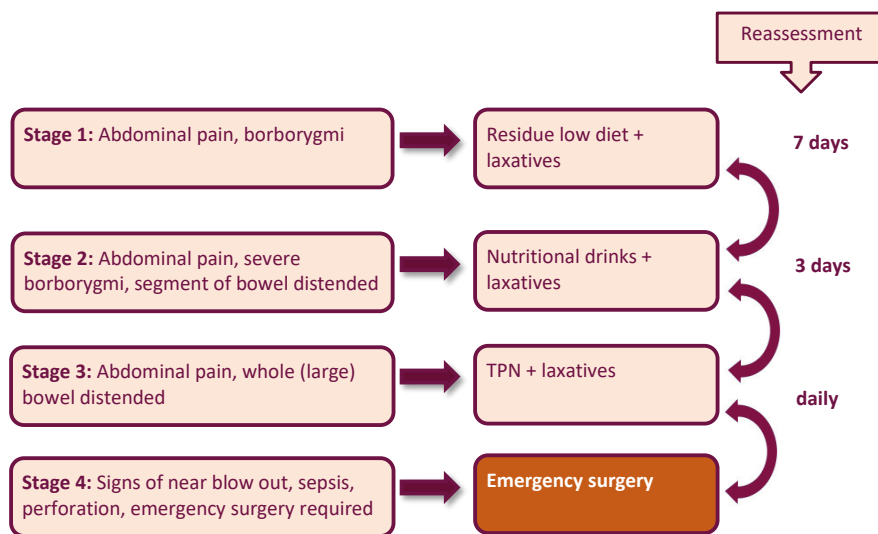 Reassessment
Stage 1: Abdominal pain, borborygmi
Residue low diet +
laxatives
7 days
Stage 2: Abdominal pain, severe
borborygmi, segment of bowel distended
Nutritional drinks +
laxatives
3 days
Stage 3: Abdominal pain, whole (large)
bowel distended
TPN + laxatives
daily
Stage 4: Signs of near blow out, sepsis,
perforation, emergency surgery required
Emergency surgery